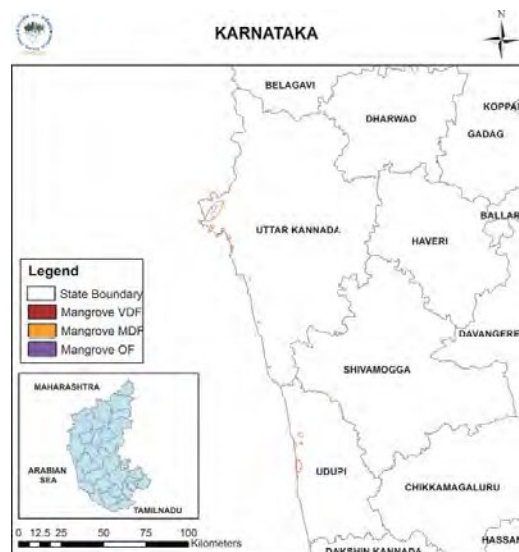 KARNATAKA
N
BELAGAVI
DHARWAD
KOPPAL
GADAG
UTTAR KANNADA
BALLAR
HAVERI
Legend
State Boundary
Mangrove VDF
Mangrove MDF
Mangrove OF
DAVANGERE
SHIVAMOGGA
MAHARASHTRA
ARABIAN
SEA
TAMILNADU
UDUPI
CHIKKAMAGALURU
HASSAN
DAKSHIN KANNADA
0 12.5 25 50 75 100
Kilometers